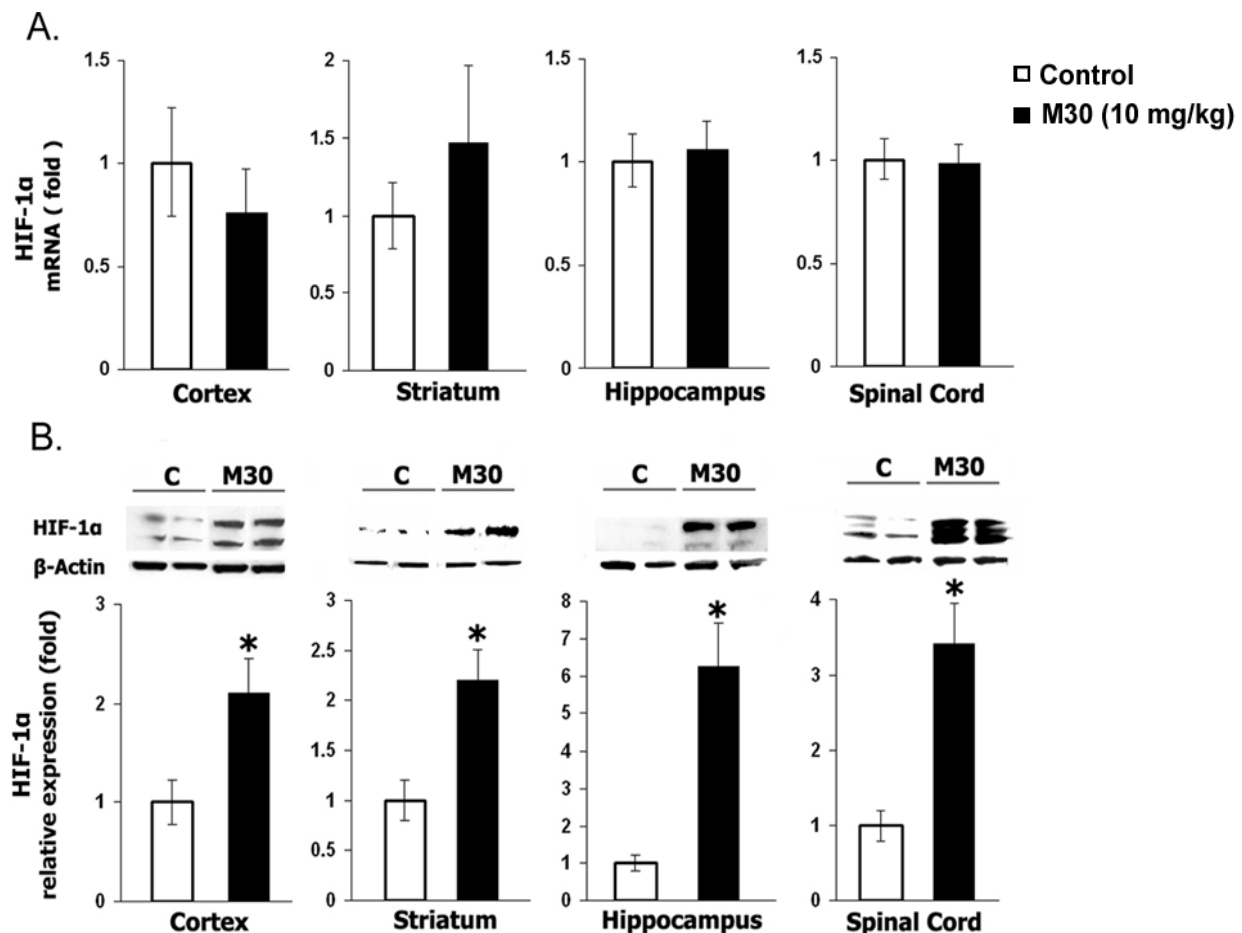 A.
Control
M30 (10 mg/kg)
HIF-1α
mRNA ( fold )
1.5
1
0.5
0
Cortex
2
1.5
1
0.5
0
Striatum
1.5
1
0.5
0
Hippocampus
1.5
1
0.5
0
Spinal Cord
B.
C M30
C M30
C M30
C M30
HIF-1α
β-Actin
HIF-1α
relative expression (fold)
3
2
1
0
*
Cortex
3
2.5
2
1.5
1
0.5
0
*
Striatum
8
7
6
5
4
3
2
1
0
*
Hippocampus
4
3
2
1
0
*
Spinal Cord